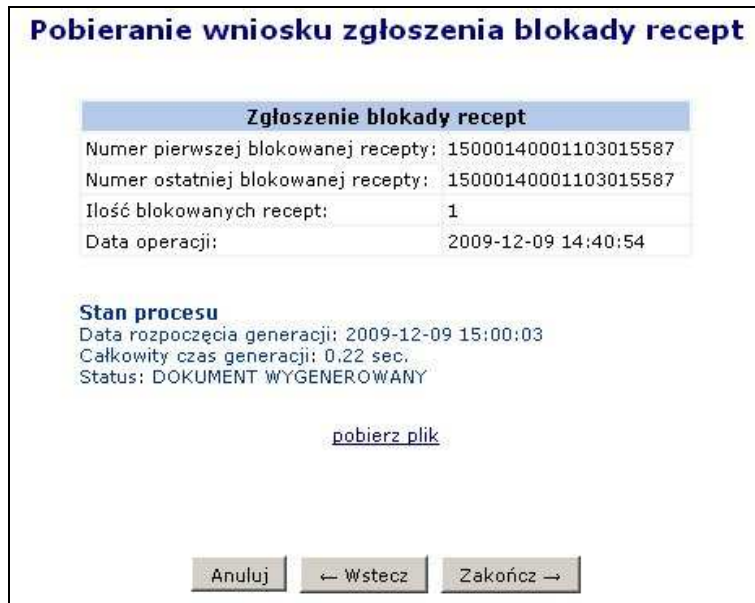 Pobieranie wniosku zgłoszenia blokady recept
Zgłoszenie blokady recept
Numer pierwszej blokowanej recepty: 15000140001103015587
Numer ostatniej blokowanej recepty: 15000140001103015587
Ilość blokowanych recept: 1
Data operacji: 2009-12-09 14:40:54
Stan procesu
Data rozpoczęcia generacji: 2009-12-09 15:00:03
Całkowity czas generacji: 0.22 sec.
Status: DOKUMENT WYGENEROWANY
pobierz plik
Anuluj ← Wstecz Zakończ →